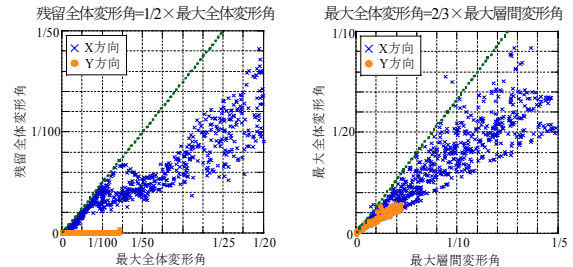 残留全体変形角=1/2×最大全体変形角
1/50
X方向
Y方向
1/100
残留全体変形角
0
0
1/100
1/50
1/25
1/20
最大全体変形角
最大全体変形角=2/3×最大層間変形角
1/10
X方向
Y方向
1/20
最大全体変形角
0
0
1/10
1/5
最大層間変形角